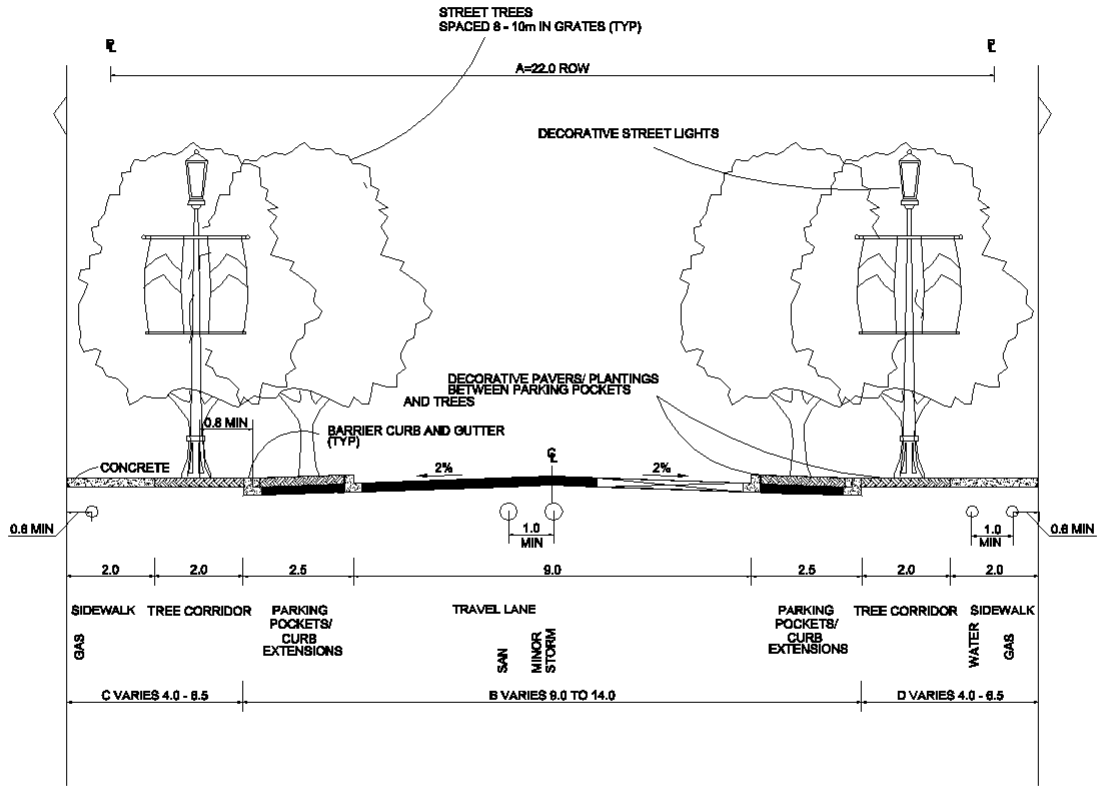 STREET TREES
SPACED 8 - 10m IN GRATES (TYP)
PL
PL
A=22.0 ROW
DECORATIVE STREET LIGHTS
DECORATIVE PAVERS/ PLANTINGS
BETWEEN PARKING POCKETS
AND TREES
0.8 MIN
BARRIER CURB AND GUTTER
(TYP)
CONCRETE
2%
CL
2%
0.6 MIN
1.0
MIN
1.0
MIN
0.6 MIN
2.0
2.0
2.5
9.0
2.5
2.0
2.0
SIDEWALK
TREE CORRIDOR
PARKING
POCKETS/
CURB
EXTENSIONS
TRAVEL LANE
PARKING
POCKETS/
CURB
EXTENSIONS
TREE CORRIDOR
SIDEWALK
GAS
SAN
MINOR
STORM
WATER
GAS
C VARIES 4.0 - 6.5
B VARIES 9.0 TO 14.0
D VARIES 4.0 - 6.5